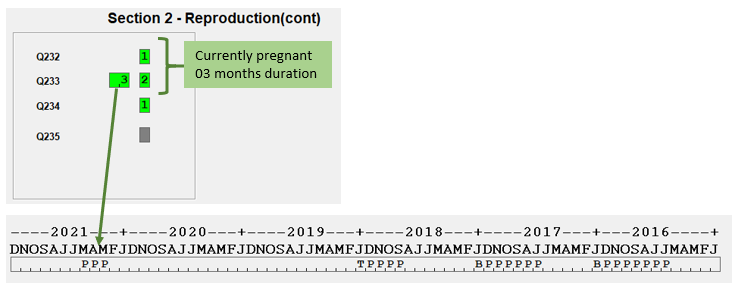 Section 2 - Reproduction(cont)
Q232 1
Currently pregnant
03 months duration
Q233 3 2
Q234 1
Q235
----2021---+----2020---+----2019---+----2018---+----2017---+----2016---+
DNOSAJJMAMFJDNOSAJJMAMFJDNOSAJJMAMFJDNOSAJJMAMFJDNOSAJJMAMFJDNOSAJJMAMFJ
PPP TPPPP BPPPPPP BPPPPPPP